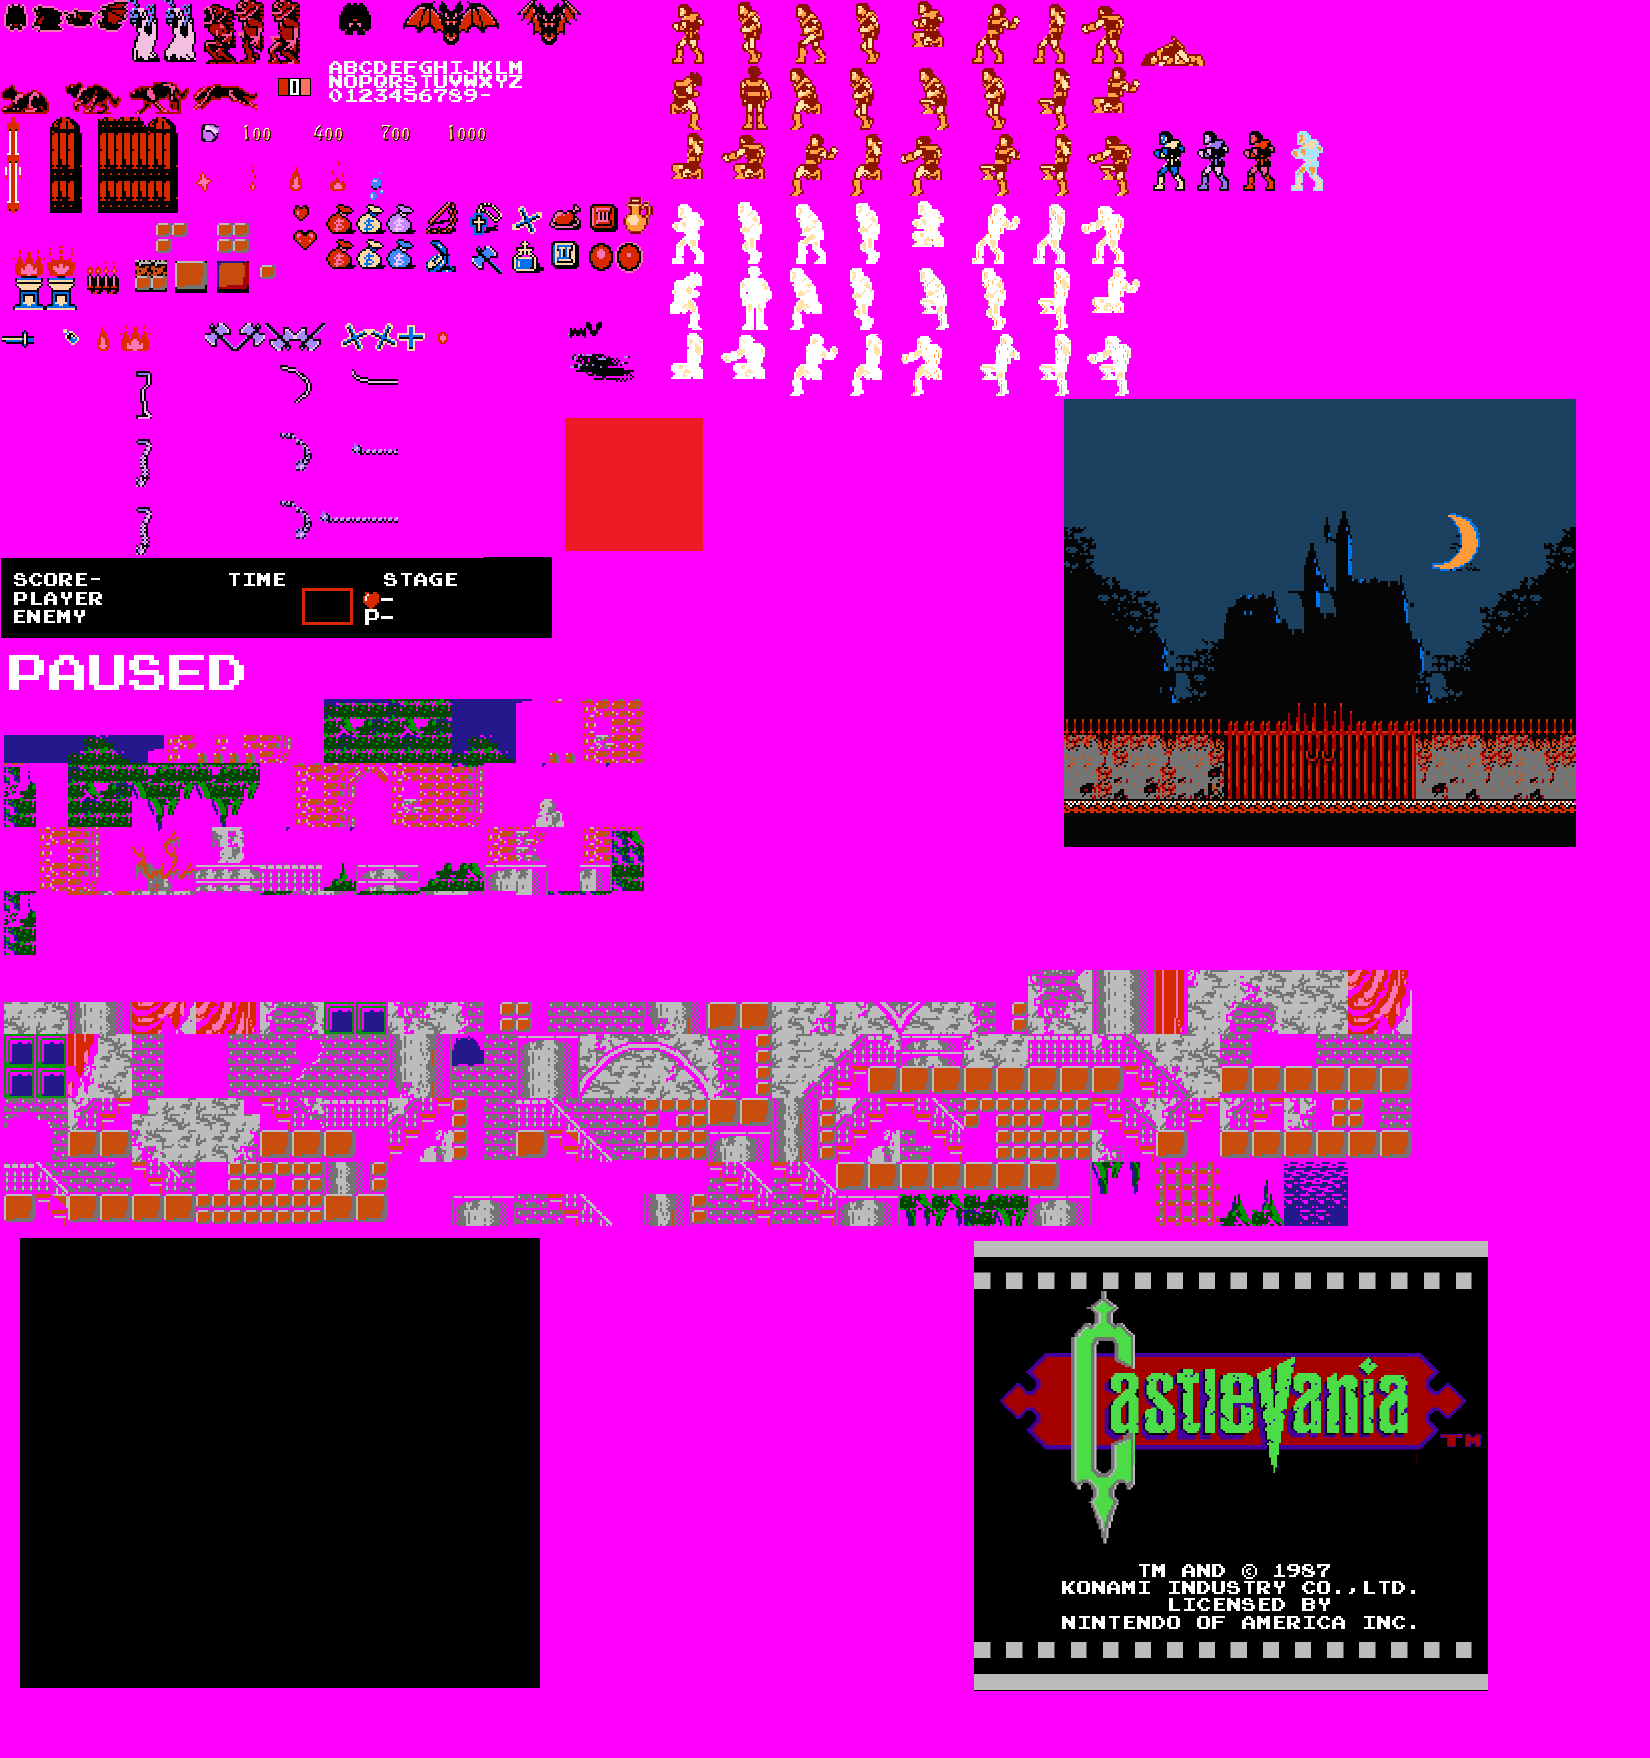 ABCDEFGHIJKLM
NOPQRSTUVWXYZ
0123456789-
100 400 700 1000
II
SCORE- TIME STAGE
PLAYER -
ENEMY P-
PAUSED
Castlevania
TM
TM AND © 1987
KONAMI INDUSTRY CO.,LTD.
LICENSED BY
NINTENDO OF AMERICA INC.